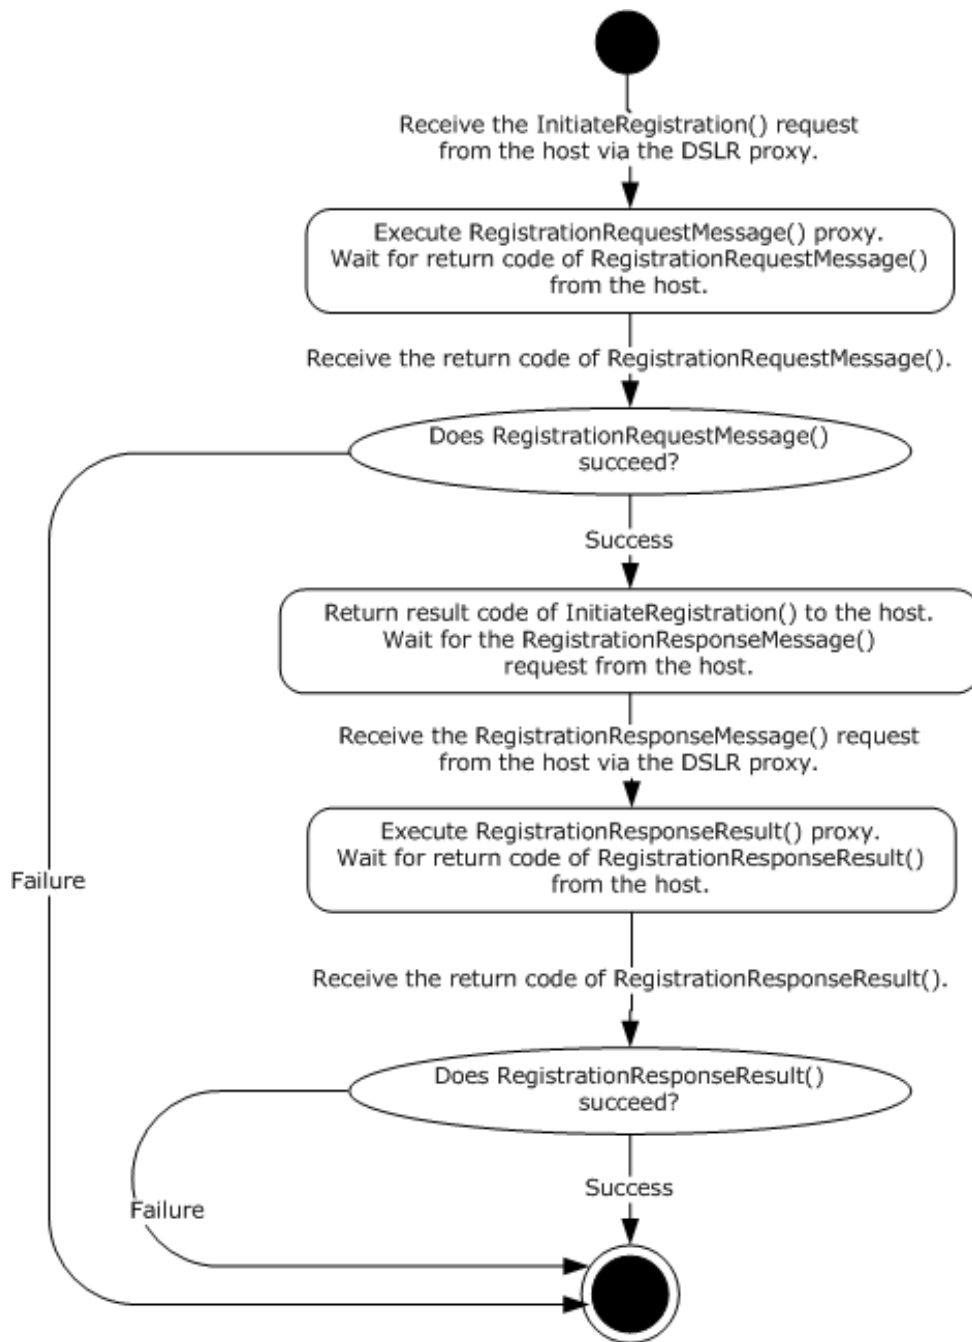 Receive the InitiateRegistration() request
from the host via the DSLR proxy.
Execute RegistrationRequestMessage() proxy.
Wait for return code of RegistrationRequestMessage()
from the host.
Receive the return code of RegistrationRequestMessage().
Does RegistrationRequestMessage()
succeed?
Success
Return result code of InitiateRegistration() to the host.
Wait for the RegistrationResponseMessage()
request from the host.
Receive the RegistrationResponseMessage() request
from the host via the DSLR proxy.
Execute RegistrationResponseResult() proxy.
Wait for return code of RegistrationResponseResult()
from the host.
Failure
Receive the return code of RegistrationResponseResult().
Does RegistrationResponseResult()
succeed?
Success
Failure